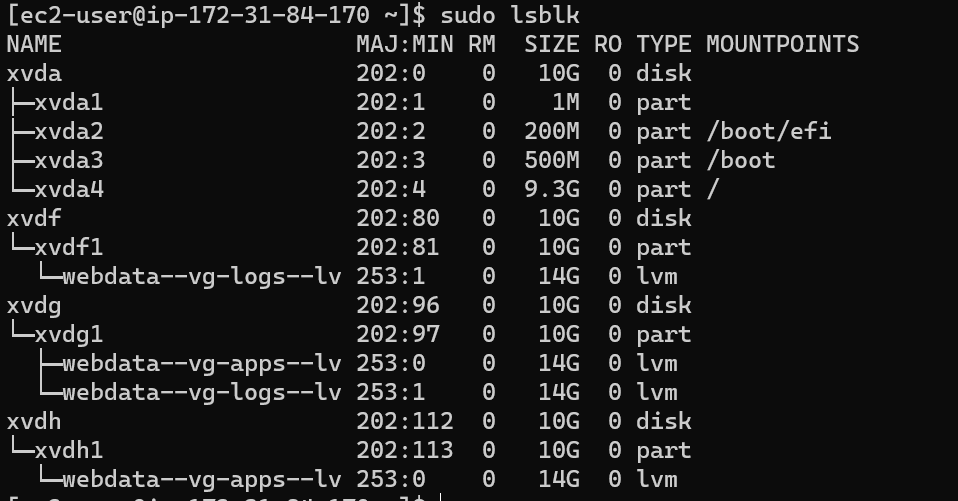 [ec2-user@ip-172-31-84-170 ~]$ sudo lsblk
NAME                     MAJ:MIN RM  SIZE RO TYPE MOUNTPOINTS
xvda                     202:0    0   10G  0 disk
├─xvda1                  202:1    0    1M  0 part
├─xvda2                  202:2    0  200M  0 part /boot/efi
├─xvda3                  202:3    0  500M  0 part /boot
└─xvda4                  202:4    0  9.3G  0 part /
xvdf                     202:80   0   10G  0 disk
└─xvdf1                  202:81   0   10G  0 part
  └─webdata--vg-logs--lv 253:1    0   14G  0 lvm
xvdg                     202:96   0   10G  0 disk
└─xvdg1                  202:97   0   10G  0 part
  ├─webdata--vg-apps--lv 253:0    0   14G  0 lvm
  └─webdata--vg-logs--lv 253:1    0   14G  0 lvm
xvdh                     202:112  0   10G  0 disk
└─xvdh1                  202:113  0   10G  0 part
  └─webdata--vg-apps--lv 253:0    0   14G  0 lvm
[ec2-user@ip-172-31-84-170 ~]$